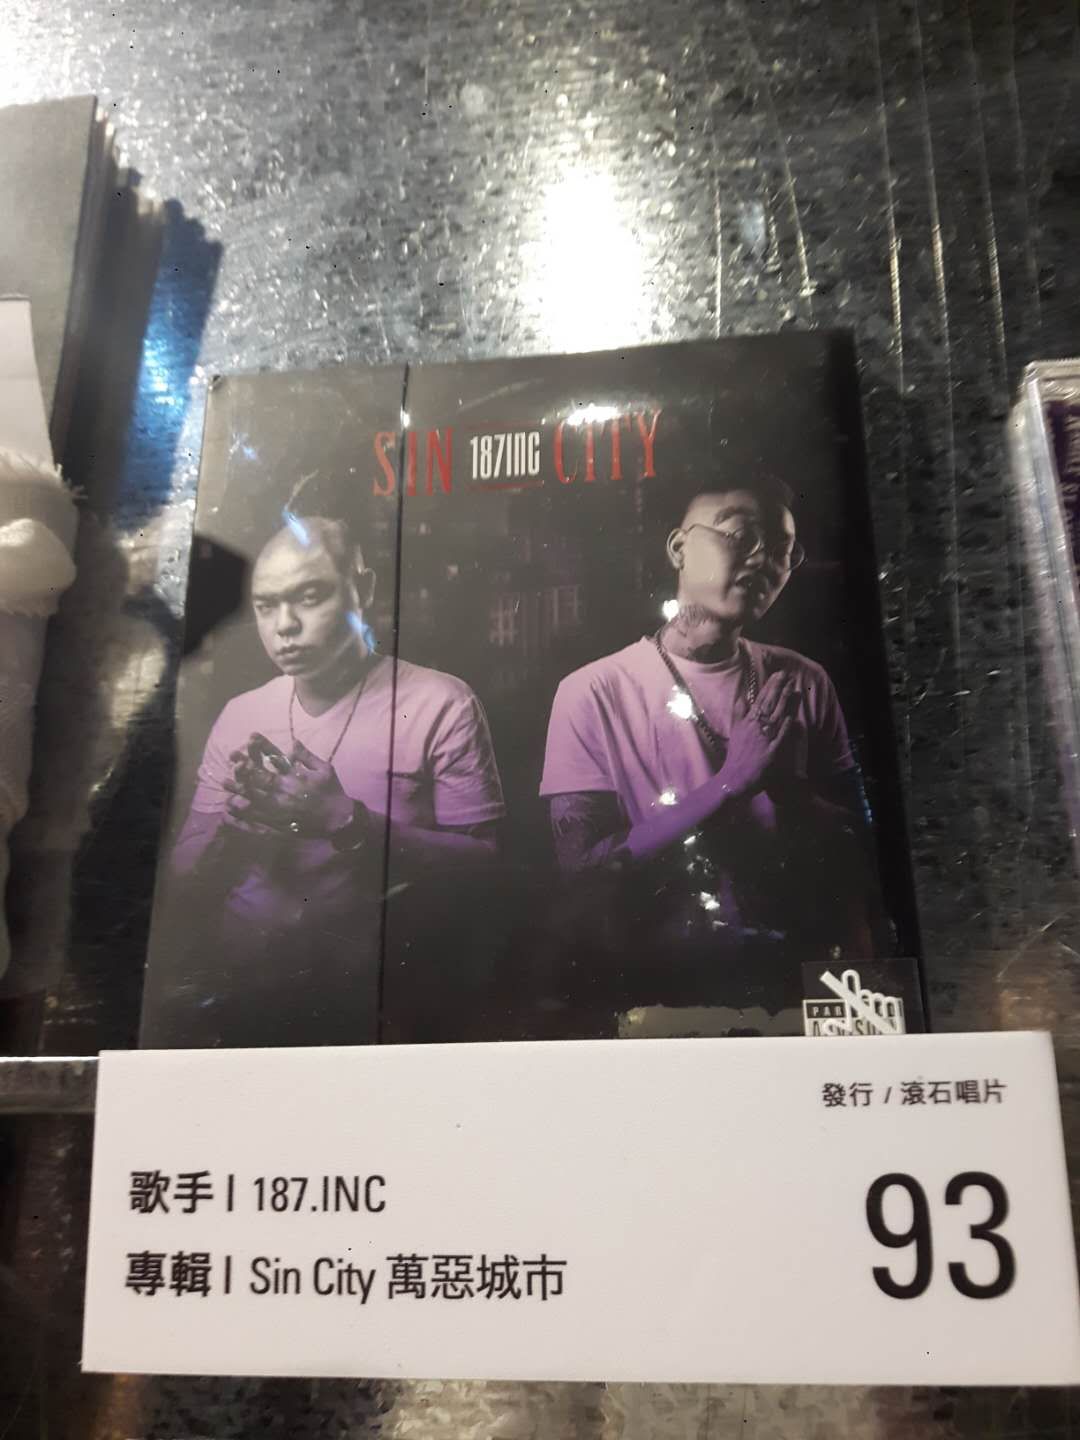 SIN 187INC CITY
發行 / 滾石唱片
歌手 | 187.INC
專輯 | Sin City 萬惡城市
93